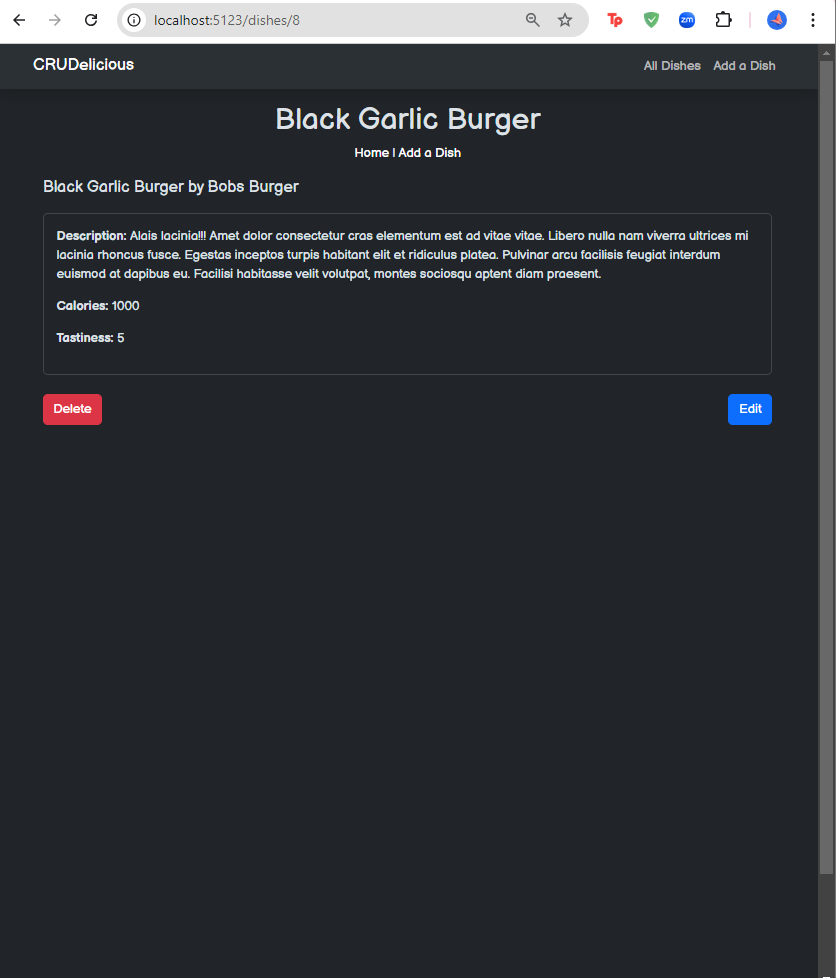 localhost:5123/dishes/8
Tp
zm
CRUDelicious
All Dishes Add a Dish
Black Garlic Burger
Home | Add a Dish
Black Garlic Burger by Bobs Burger
Description: Alais lacinia!!! Amet dolor consectetur cras elementum est ad vitae vitae. Libero nulla nam viverra ultrices mi
lacinia rhoncus fusce. Egestas inceptos turpis habitant elit et ridiculus platea. Pulvinar arcu facilisis feugiat interdum
euismod at dapibus eu. Facilisi habitasse velit volutpat, montes sociosqu aptent diam praesent.
Calories: 1000
Tastiness: 5
Delete
Edit